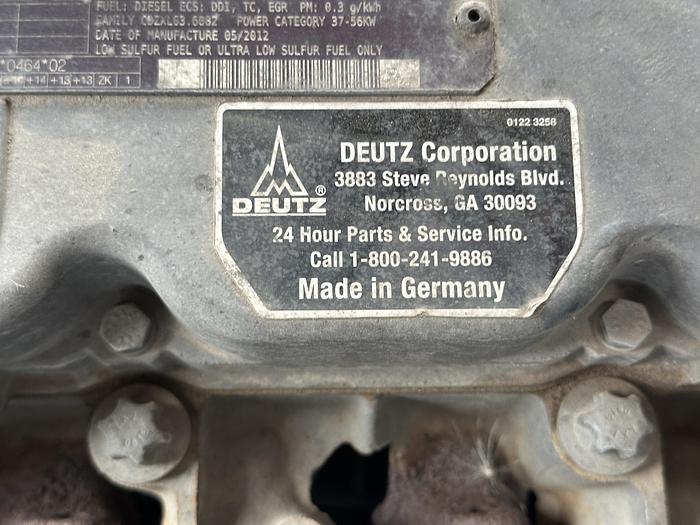 FUEL: DIESEL ECS: DDI, TC, EGR PM: 0.3 g/kWh
FAMILY CDZXL03.6082 POWER CATEGORY 37-56KW
DATE OF MANUFACTURE 05/2012
LOW SULFUR FUEL OR ULTRA LOW SULFUR FUEL ONLY
*0464*02
+14 +13 +13 ZK 1
0122 3258
DEUTZ Corporation
3883 Steve Reynolds Blvd.
Norcross, GA 30093
DEUTZ ®
24 Hour Parts & Service Info.
Call 1-800-241-9886
Made in Germany